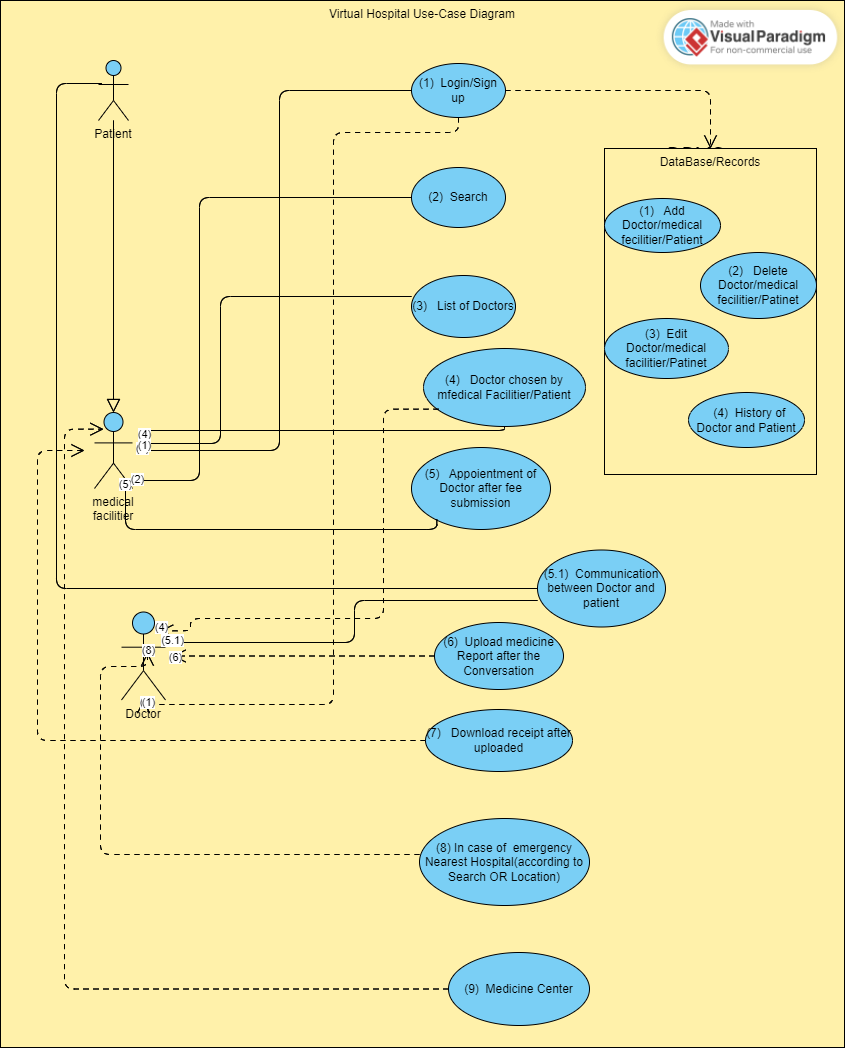 Virtual Hospital Use-Case Diagram
Made with
VisualParadigm
For non-commercial use
Patient
(1) Login/Sign
up
DataBase/Records
(1) Add
Doctor/medical
fecilitier/Patient
(2) Delete
Doctor/medical
fecilitier/Patinet
(3) Edit
Doctor/medical
facilitier/Patinet
(4) History of
Doctor and Patient
(2) Search
(3) List of Doctors
(4) Doctor chosen by
mfedical Facilitier/Patient
(4)
(1)
(2)
(5)
medical
facilitier
(5) Appoientment of
Doctor after fee
submission
(5.1) Communication
between Doctor and
patient
(4)
(5.1)
(8)
(6)
(1)
Doctor
(6) Upload medicine
Report after the
Conversation
(7) Download receipt after
uploaded
(8) In case of emergency
Nearest Hospital(according to
Search OR Location)
(9) Medicine Center